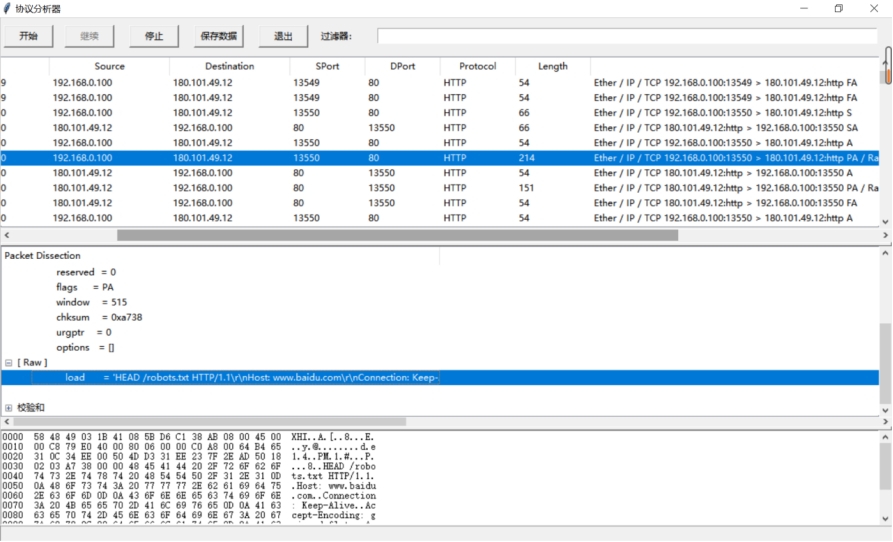 协议分析器
开始 继续 停止 保存数据 退出 过滤器:
Source Destination SPort DPort Protocol Length
9 192.168.0.100 180.101.49.12 13549 80 HTTP 54 Ether / IP / TCP 192.168.0.100:13549 > 180.101.49.12:http FA
9 192.168.0.100 180.101.49.12 13549 80 HTTP 54 Ether / IP / TCP 192.168.0.100:13549 > 180.101.49.12:http FA
0 192.168.0.100 180.101.49.12 13550 80 HTTP 66 Ether / IP / TCP 192.168.0.100:13550 > 180.101.49.12:http S
0 180.101.49.12 192.168.0.100 80 13550 HTTP 66 Ether / IP / TCP 180.101.49.12:http > 192.168.0.100:13550 SA
0 192.168.0.100 180.101.49.12 13550 80 HTTP 54 Ether / IP / TCP 192.168.0.100:13550 > 180.101.49.12:http A
0 192.168.0.100 180.101.49.12 13550 80 HTTP 214 Ether / IP / TCP 192.168.0.100:13550 > 180.101.49.12:http PA / Ra
0 180.101.49.12 192.168.0.100 80 13550 HTTP 54 Ether / IP / TCP 180.101.49.12:http > 192.168.0.100:13550 A
0 180.101.49.12 192.168.0.100 80 13550 HTTP 151 Ether / IP / TCP 180.101.49.12:http > 192.168.0.100:13550 PA / Ra
0 180.101.49.12 192.168.0.100 80 13550 HTTP 54 Ether / IP / TCP 180.101.49.12:http > 192.168.0.100:13550 FA
0 192.168.0.100 180.101.49.12 13550 80 HTTP 54 Ether / IP / TCP 192.168.0.100:13550 > 180.101.49.12:http A
Packet Dissection
reserved = 0
flags = PA
window = 515
chksum = 0xa738
urgptr = 0
options = []
[ Raw ]
load = 'HEAD /robots.txt HTTP/1.1\r\nHost: www.baidu.com\r\nConnection: Keep-
校验和
0000 58 48 49 03 1B 41 08 5B D6 C1 38 AB 08 00 45 00 XHI..A.[..8...E.
0010 00 C8 79 E0 40 00 80 06 00 00 C0 A8 00 64 B4 65 ..y.@........d.e
0020 31 0C 34 EE 00 50 4D D3 31 EE 23 7F 2E AD 50 18 1.4..PM.1.#...P.
0030 02 03 A7 38 00 00 48 45 41 44 20 2F 72 6F 62 6F ...8..HEAD /robo
0040 74 73 2E 74 78 74 20 48 54 54 50 2F 31 2E 31 0D ts.txt HTTP/1.1.
0050 0A 48 6F 73 74 3A 20 77 77 77 2E 62 61 69 64 75 .Host: www.baidu
0060 2E 63 6F 6D 0D 0A 43 6F 6E 6E 65 63 74 69 6F 6E .com..Connection
0070 3A 20 4B 65 65 70 2D 41 6C 69 76 65 0D 0A 41 63 : Keep-Alive..Ac
0080 63 65 70 74 2D 45 6E 63 6F 64 69 6E 67 3A 20 67 cept-Encoding: g